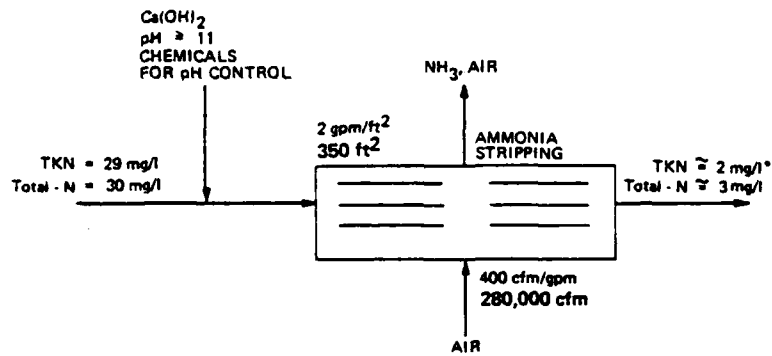 Ca(OH)2
pH ≥ 11
CHEMICALS
FOR pH CONTROL
NH3, AIR
2 gpm/ft2
350 ft2
AMMONIA
STRIPPING
TKN = 29 mg/l
Total - N = 30 mg/l
TKN ≅ 2 mg/l*
Total - N ≅ 3 mg/l
400 cfm/gpm
280,000 cfm
AIR